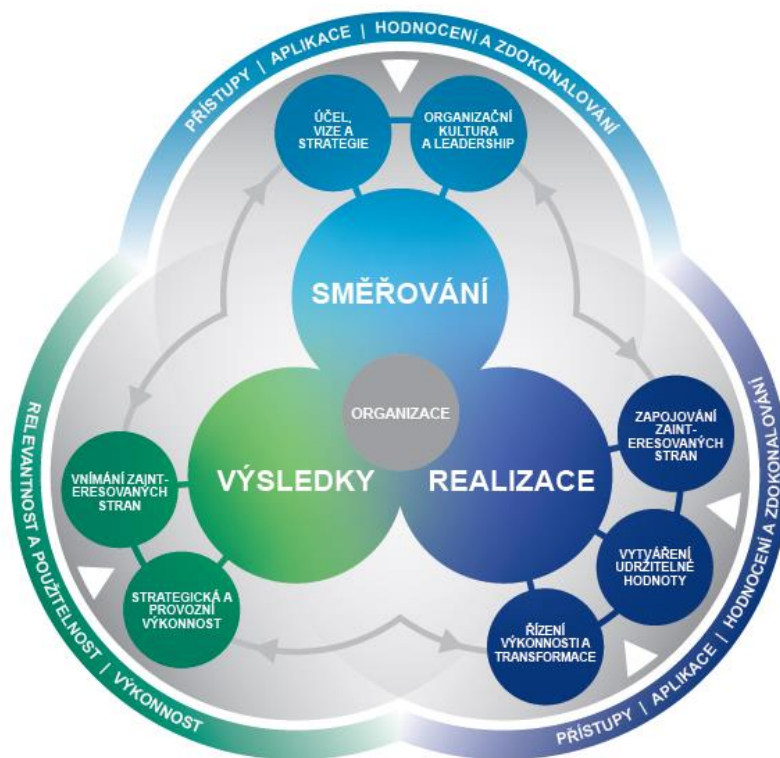 PŘÍSTUPY | APLIKACE | HODNOCENÍ A ZDOKONALOVÁNÍ
ÚČEL,
VIZE A
STRATEGIE
ORGANIZAČNÍ
KULTURA
A LEADERSHIP
SMĚŘOVÁNÍ
ORGANIZACE
VÝSLEDKY
REALIZACE
VNÍMÁNÍ ZAINT-
ERESOVANÝCH
STRAN
STRATEGICKÁ A
PROVOZNÍ
VÝKONNOST
ZAPOJOVÁNÍ
ZAINT-
ERESOVANÝCH
STRAN
VYTVÁŘENÍ
UDRŽITELNÉ
HODNOTY
ŘÍZENÍ
VÝKONNOSTI A
TRANSFORMACE
RELEVANTNOST A POUŽITELNOST | VÝKONNOST
PŘÍSTUPY | APLIKACE | HODNOCENÍ A ZDOKONALOVÁNÍ